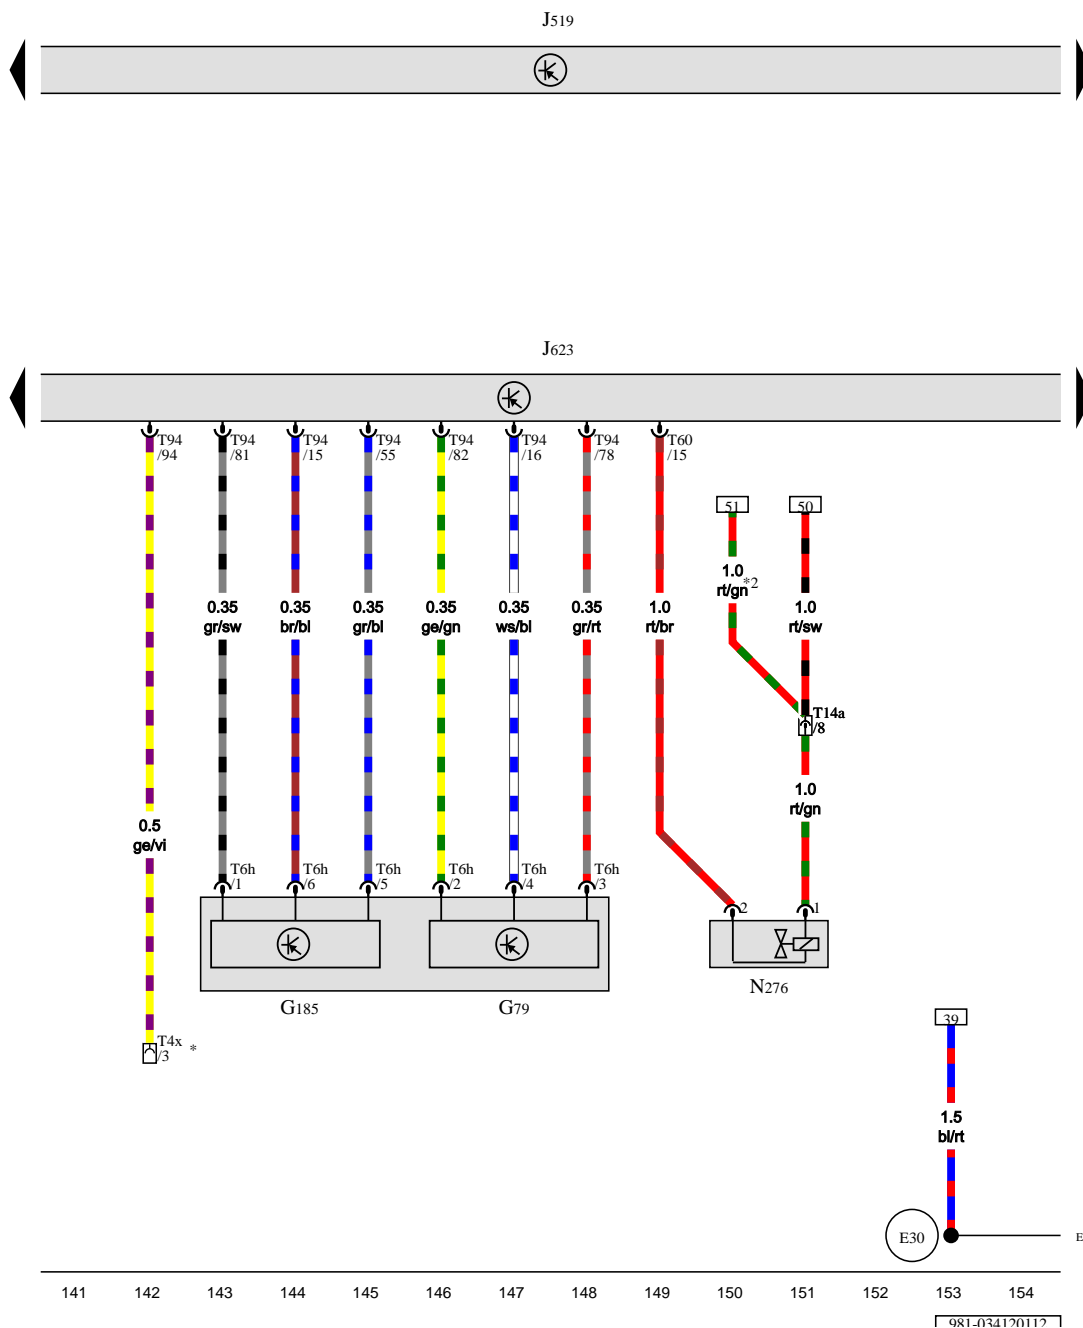 J519
J623
T94
/94
T94
/81
T94
/15
T94
/55
T94
/82
T94
/16
T94
/78
T60
/15
51
50
1.0
rt/gn*2
0.35
gr/sw
0.35
br/bl
0.35
gr/bl
0.35
ge/gn
0.35
ws/bl
0.35
gr/rt
1.0
rt/br
1.0
rt/sw
T14a
/8
1.0
rt/gn
0.5
ge/vi
T6h
/1
T6h
/6
T6h
/5
T6h
/2
T6h
/4
T6h
/3
2
1
G185
G79
N276
39
T4x
/3
*
1.5
bl/rt
E30
E
141 142 143 144 145 146 147 148 149 150 151 152 153 154
981-034120112